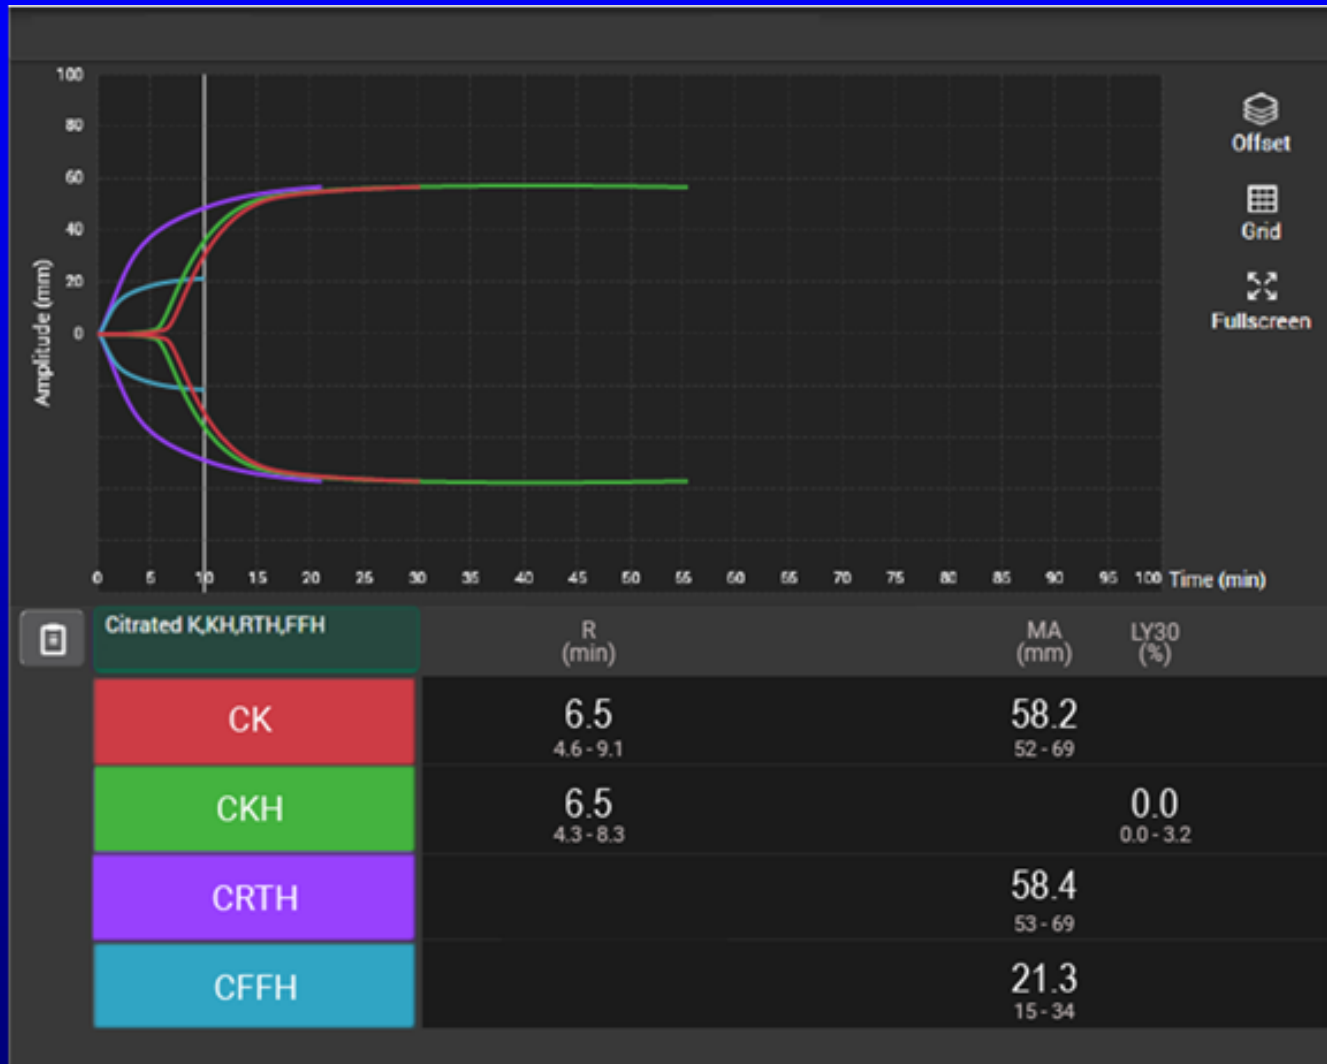 100
80
60
40
20
0
Amplitude (mm)
Offset
Grid
Fullscreen
0 5 10 15 20 25 30 35 40 45 50 55 60 65 70 75 80 85 90 95 100 Time (min)
Citrated K,KH,RTH,FFH
R
(min)
MA
(mm)
LY30
(%)
CK
6.5
4.6 - 9.1
58.2
52 - 69
CKH
6.5
4.3 - 8.3
0.0
0.0 - 3.2
CRTH
58.4
53 - 69
CFFH
21.3
15 - 34